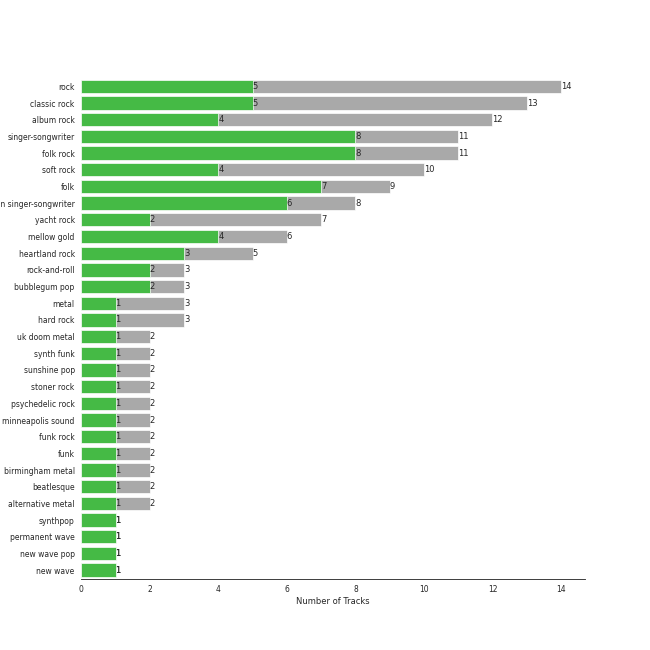 rock 5 14
classic rock 5 13
album rock 4 12
singer-songwriter 8 11
folk rock 8 11
soft rock 4 10
folk 7 9
n singer-songwriter 6 8
yacht rock 2 7
mellow gold 4 6
heartland rock 3 5
rock-and-roll 2 3
bubblegum pop 2 3
metal 1 3
hard rock 1 3
uk doom metal 1 2
synth funk 1 2
sunshine pop 1 2
stoner rock 1 2
psychedelic rock 1 2
minneapolis sound 1 2
funk rock 1 2
funk 1 2
birmingham metal 1 2
beatlesque 1 2
alternative metal 1 2
synthpop 1 1
permanent wave 1 1
new wave pop 1 1
new wave 1 1
0 2 4 6 8 10 12 14
Number of Tracks